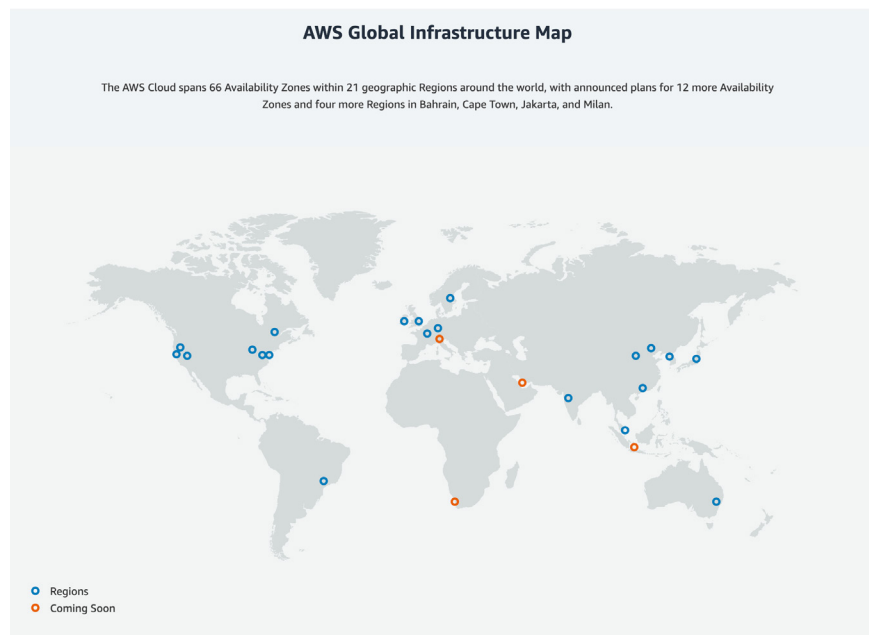 AWS Global Infrastructure Map
The AWS Cloud spans 66 Availability Zones within 21 geographic Regions around the world, with announced plans for 12 more Availability
Zones and four more Regions in Bahrain, Cape Town, Jakarta, and Milan.
Regions
Coming Soon